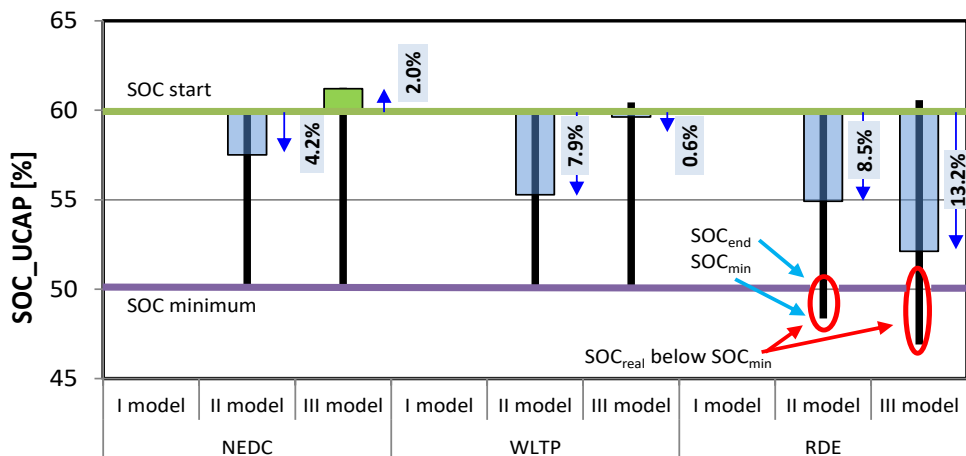 65
60
55
50
45
SOC_UCAP [%]
SOC start
SOC minimum
4.2%
2.0%
7.9%
0.6%
8.5%
13.2%
SOCend
SOCmin
SOCreal below SOCmin
I model II model III model I model II model III model I model II model III model
NEDC WLTP RDE